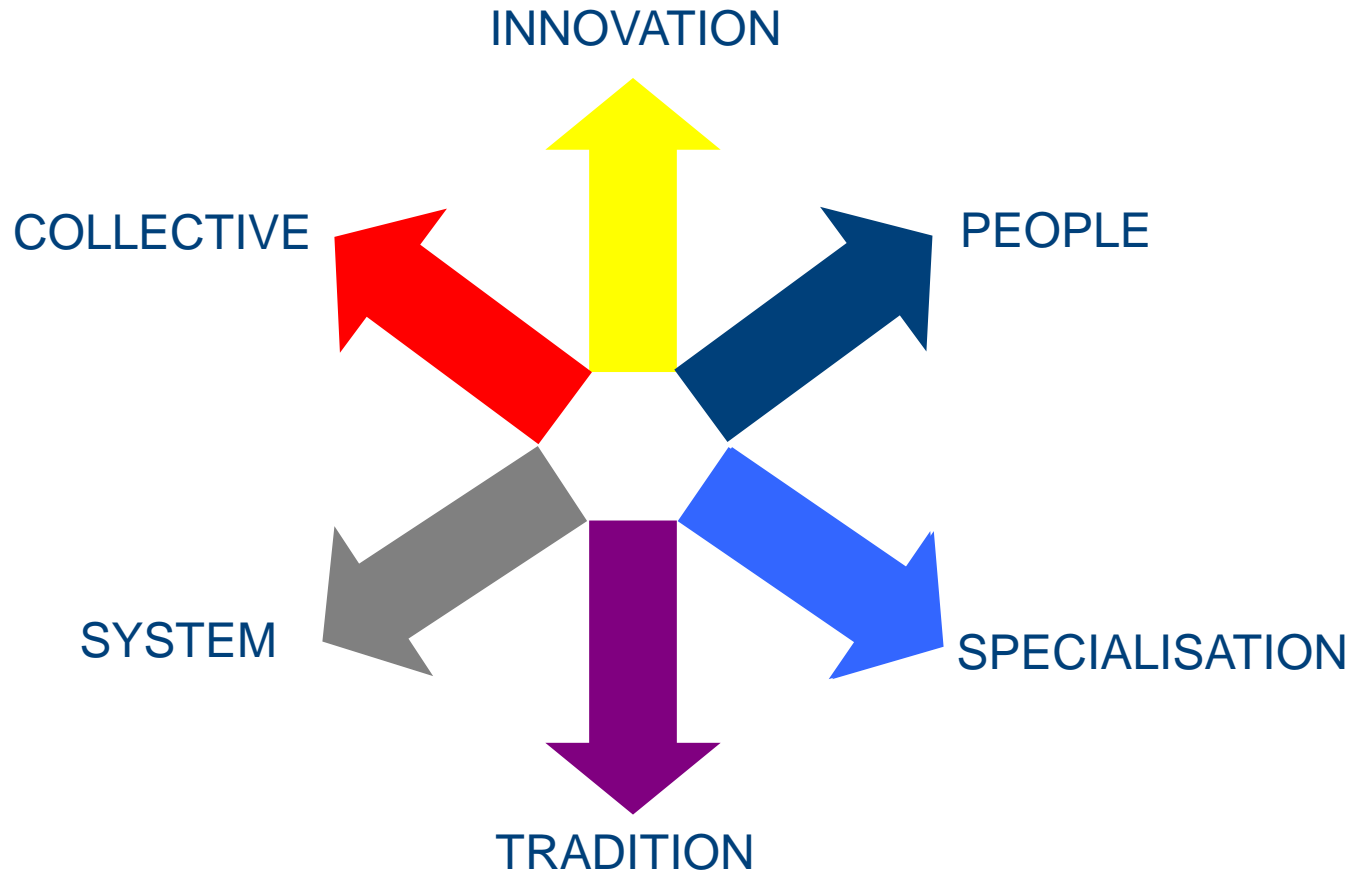 INNOVATION
COLLECTIVE
PEOPLE
SYSTEM
SPECIALISATION
TRADITION